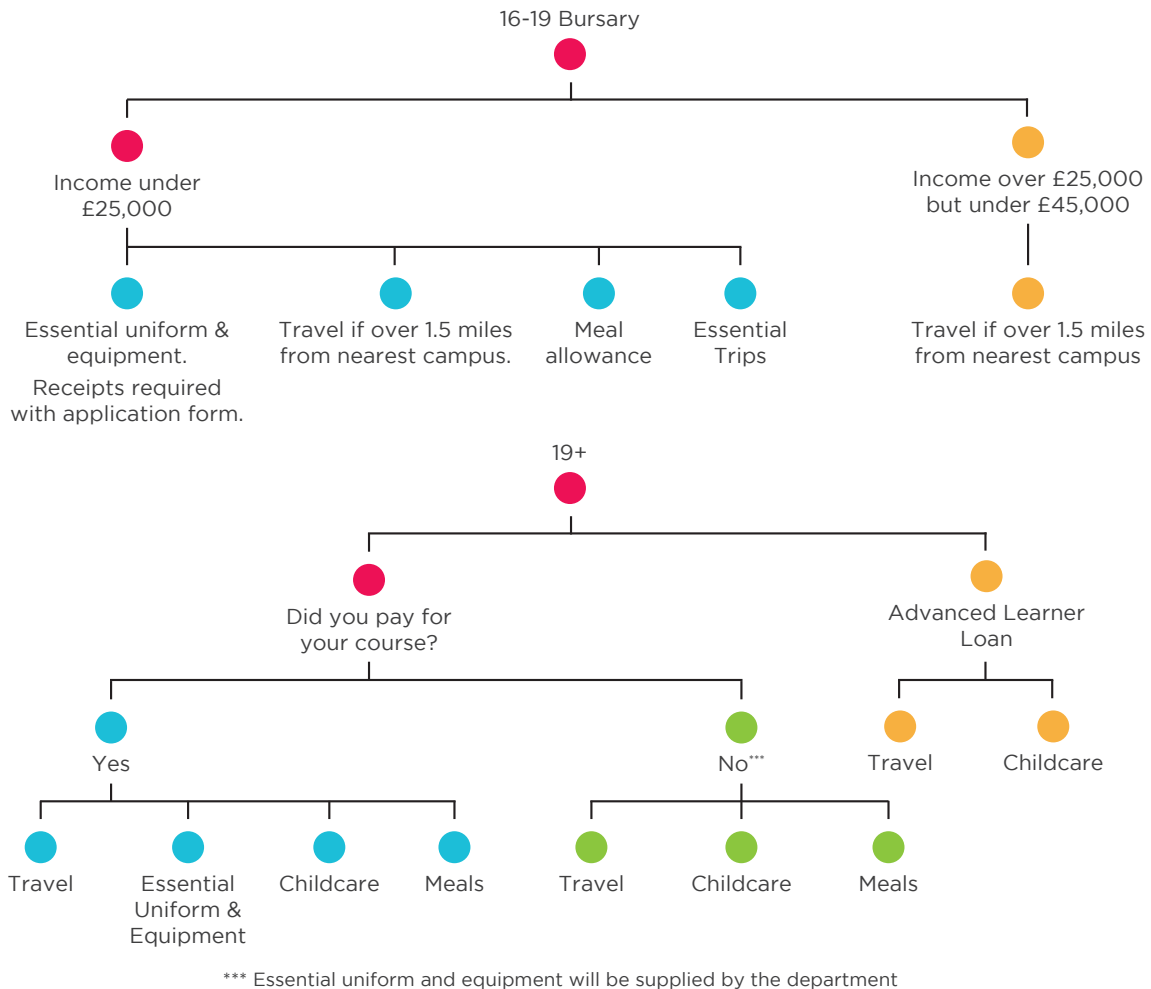 16-19 Bursary
Income under
£25,000
Income over £25,000
but under £45,000
Essential uniform &
equipment.
Receipts required
with application form.
Travel if over 1.5 miles
from nearest campus.
Meal
allowance
Essential
Trips
Travel if over 1.5 miles
from nearest campus
19+
Did you pay for
your course?
Advanced Learner
Loan
Yes
No***
Travel
Childcare
Travel
Essential
Uniform &
Equipment
Childcare
Meals
Travel
Childcare
Meals
*** Essential uniform and equipment will be supplied by the department